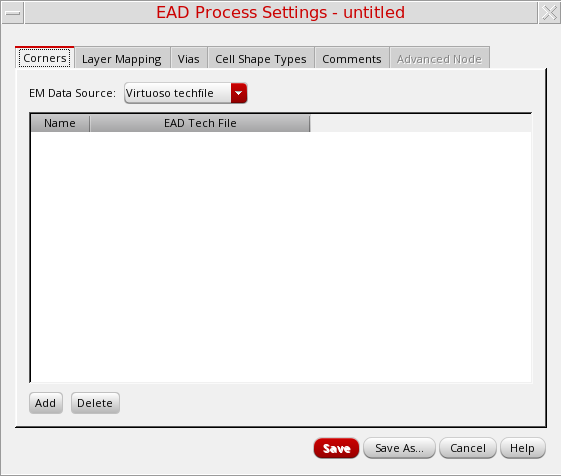 EAD Process Settings - untitled
Corners Layer Mapping Vias Cell Shape Types Comments Advanced Node
EM Data Source: Virtuoso techfile
Name EAD Tech File
Add Delete
Save Save As... Cancel Help